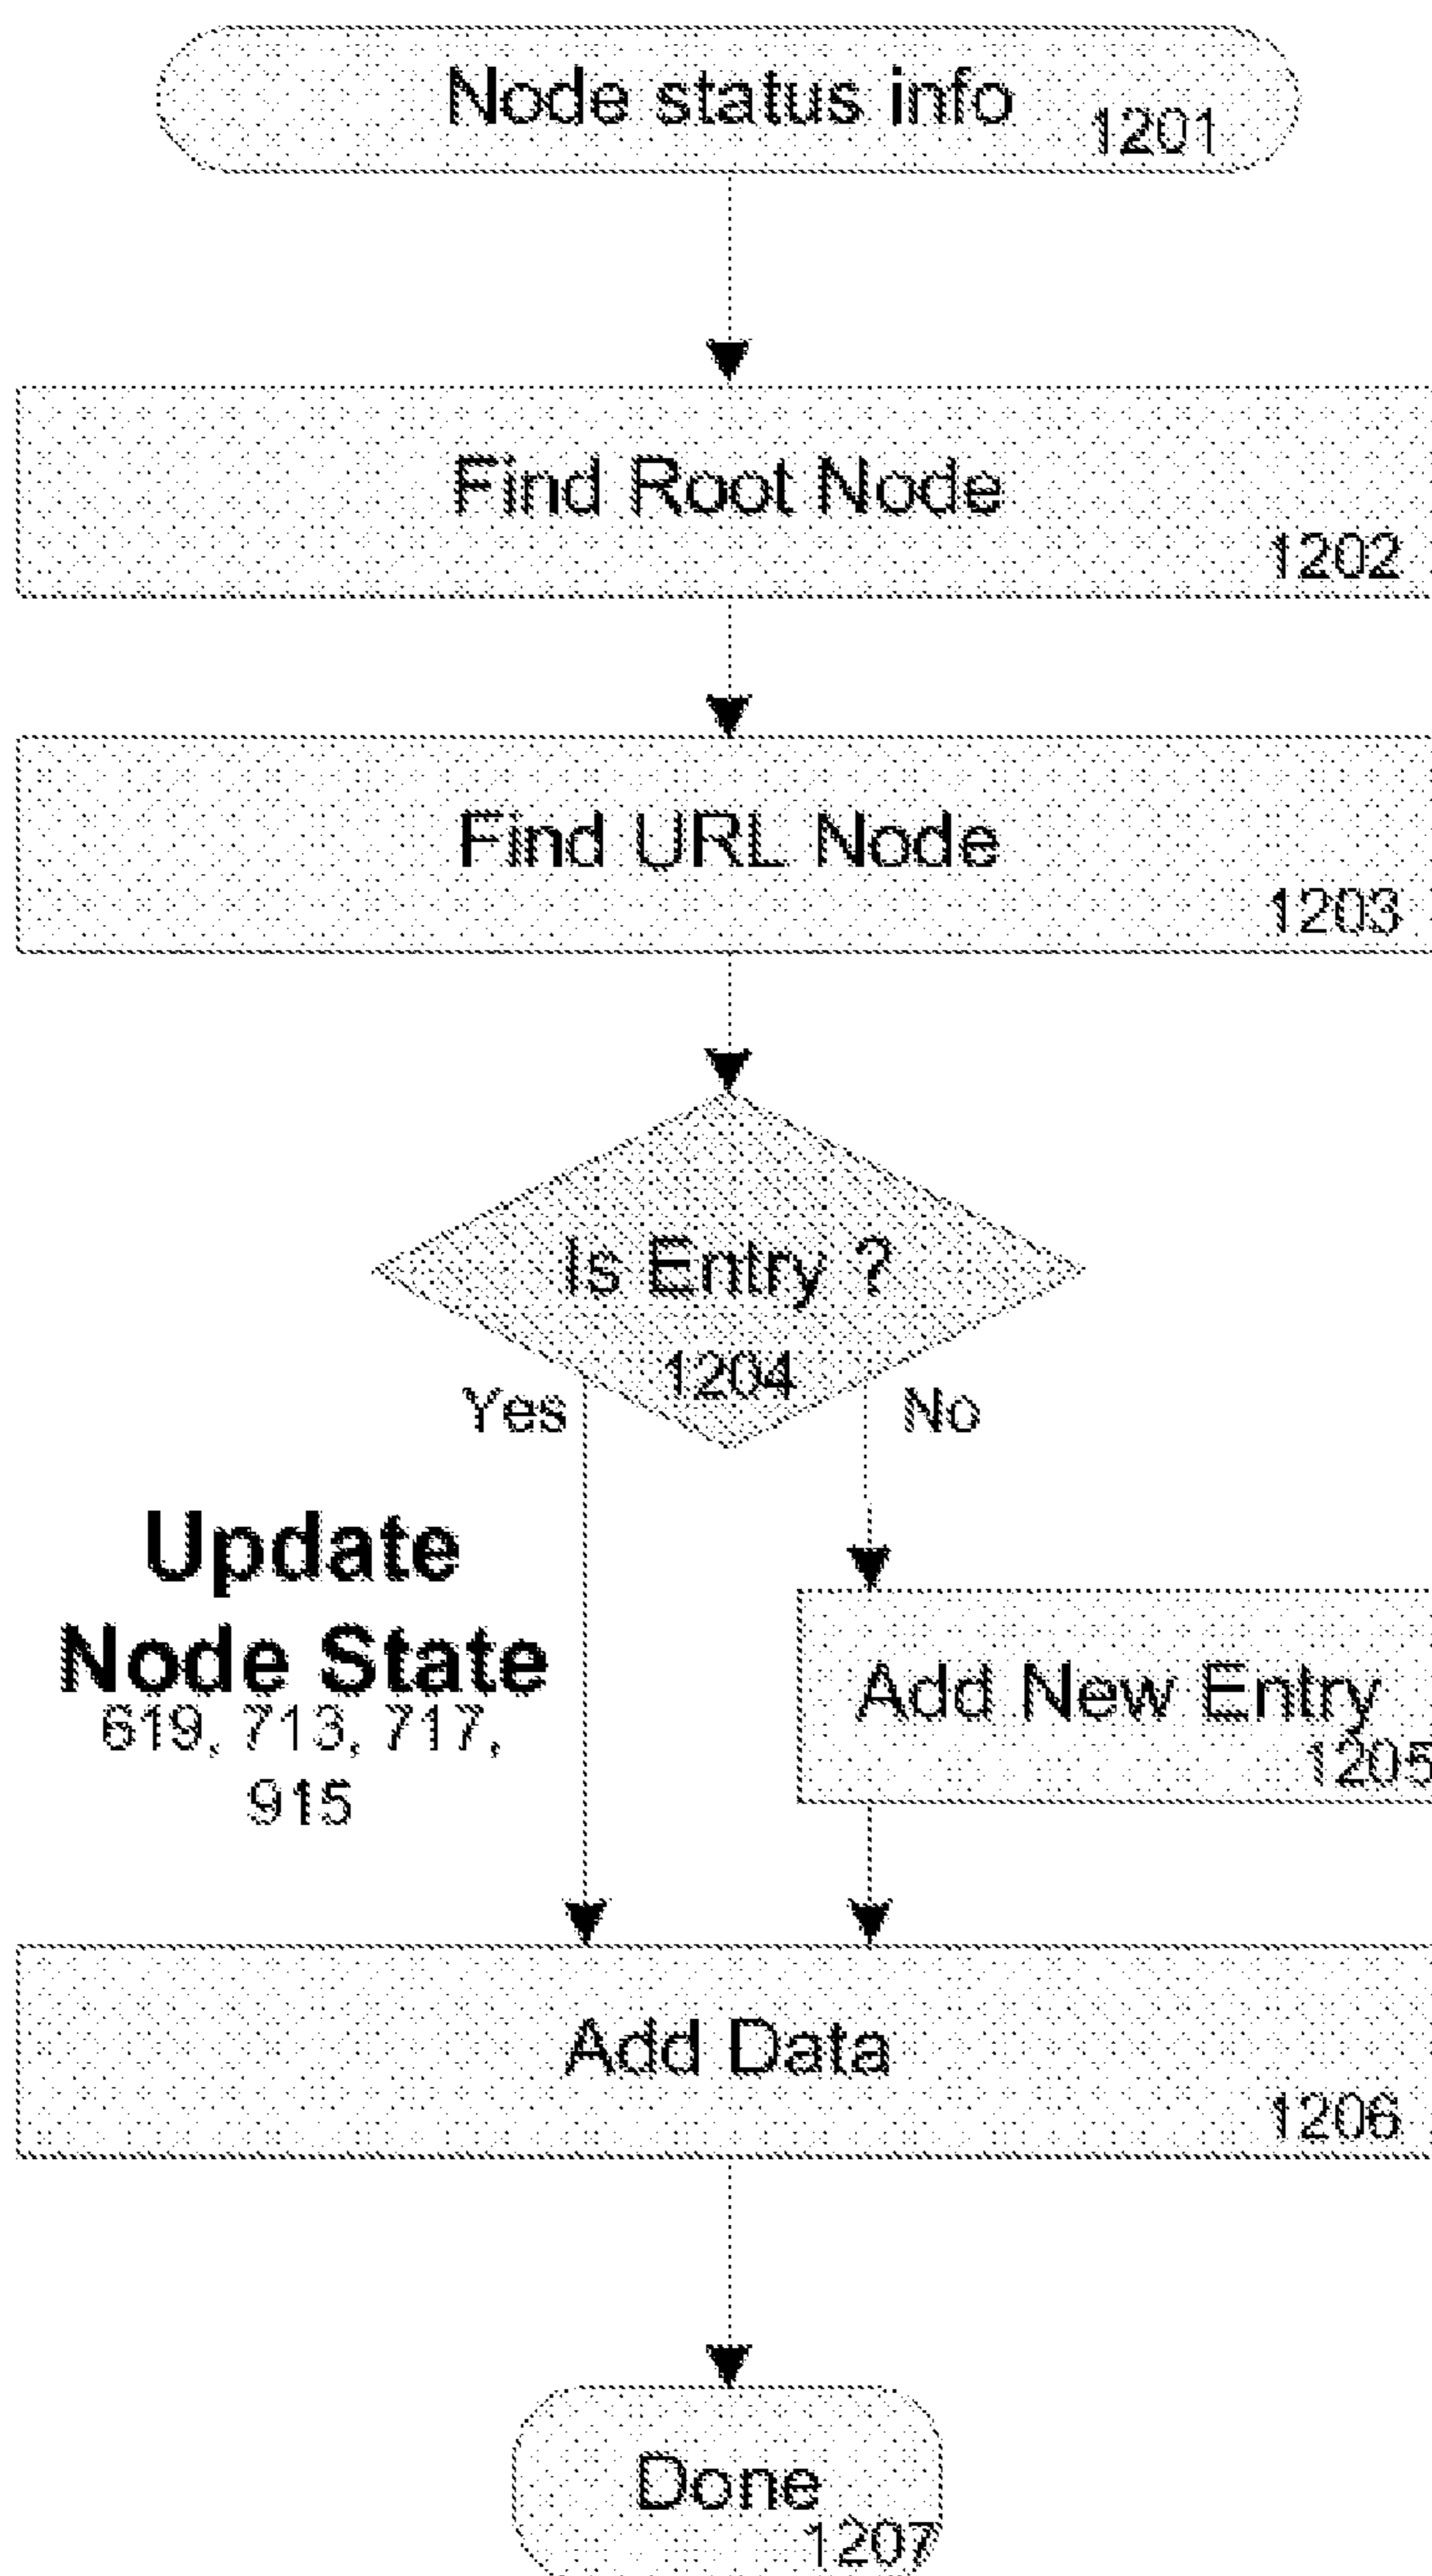 Node status info
1201
Find Root Node
1202
Find URL Node
1203
Is Entry ?
1204
Yes
No
Update
Node State
619, 713, 717,
915
Add New Entry
1205
Add Data
1206
Done
1207